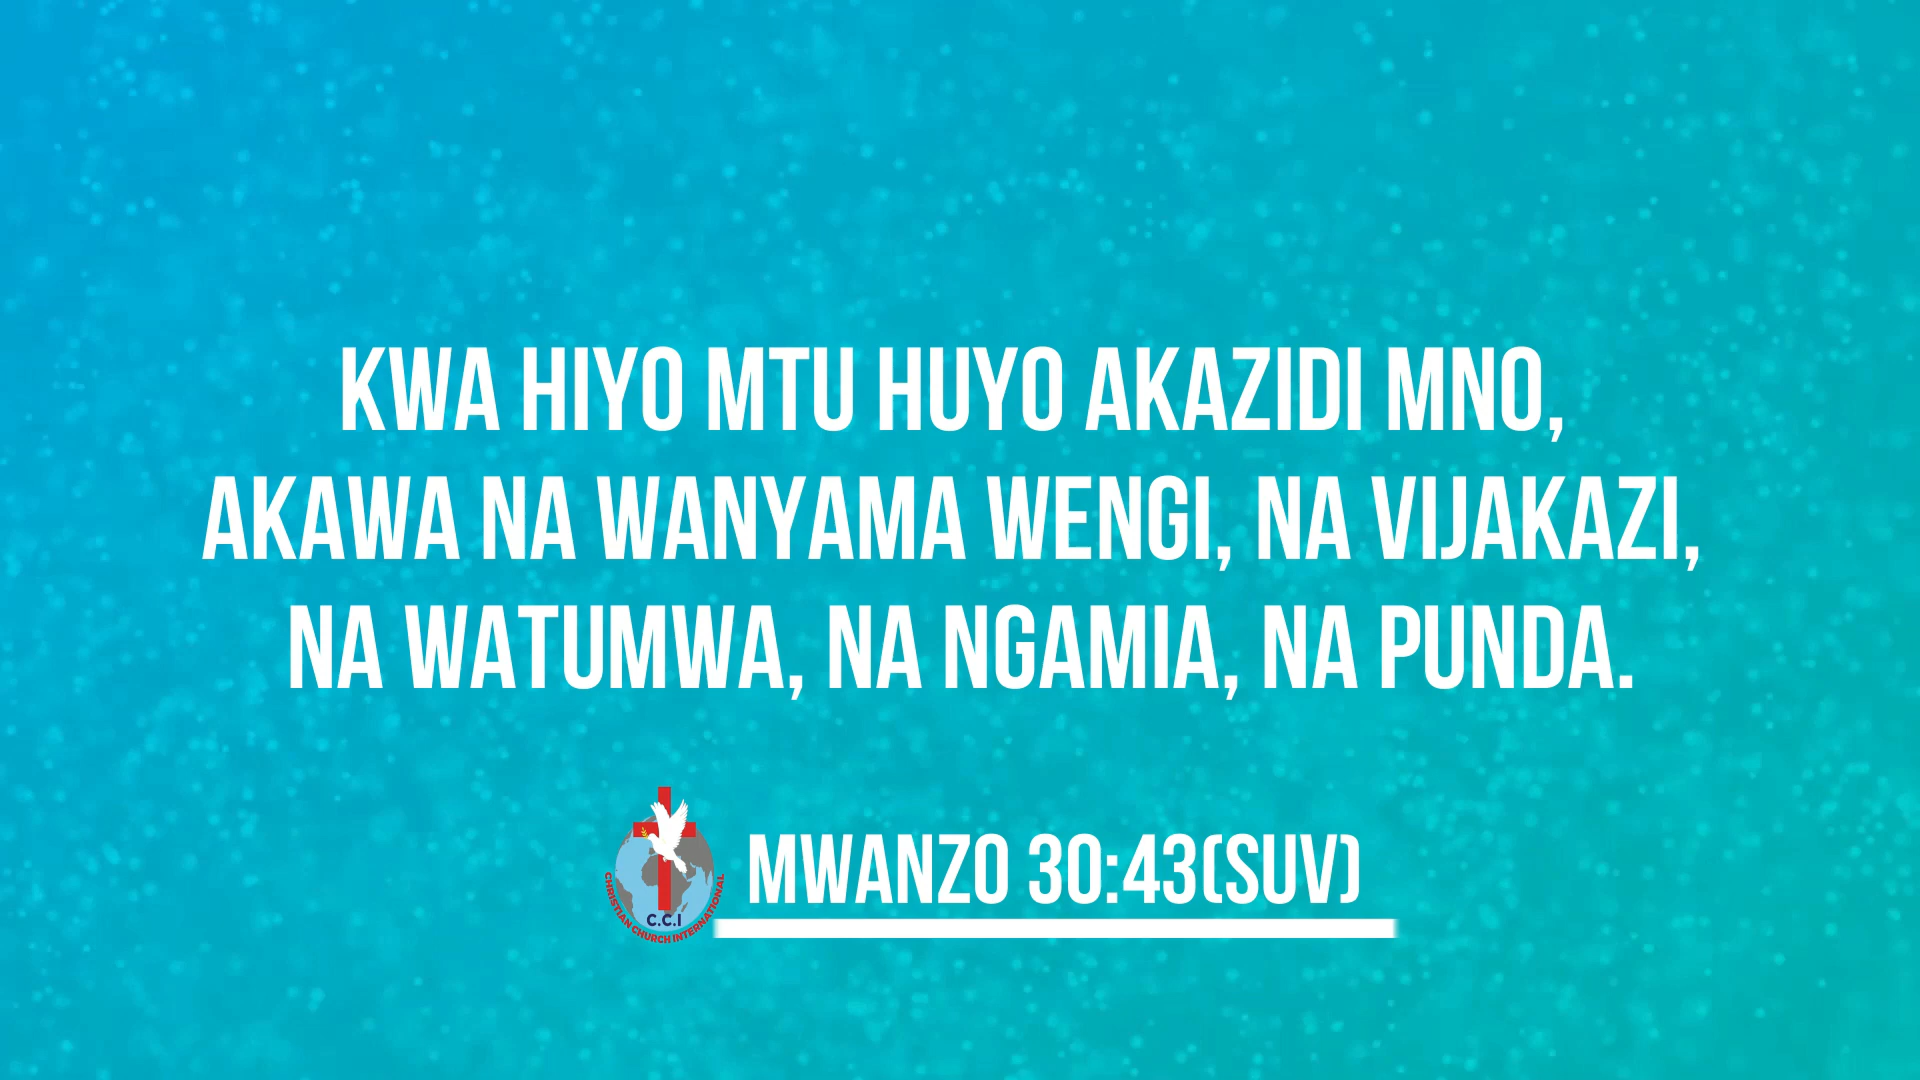 KWA HIYO MTU HUYO AKAZIDI MNO,
AKAWA NA WANYAMA WENGI, NA VIJAKAZI,
NA WATUMWA, NA NGAMIA, NA PUNDA.
C.C.I
CHRISTIAN CHURCH INTERNATIONAL
MWANZO 30:43(SUV)